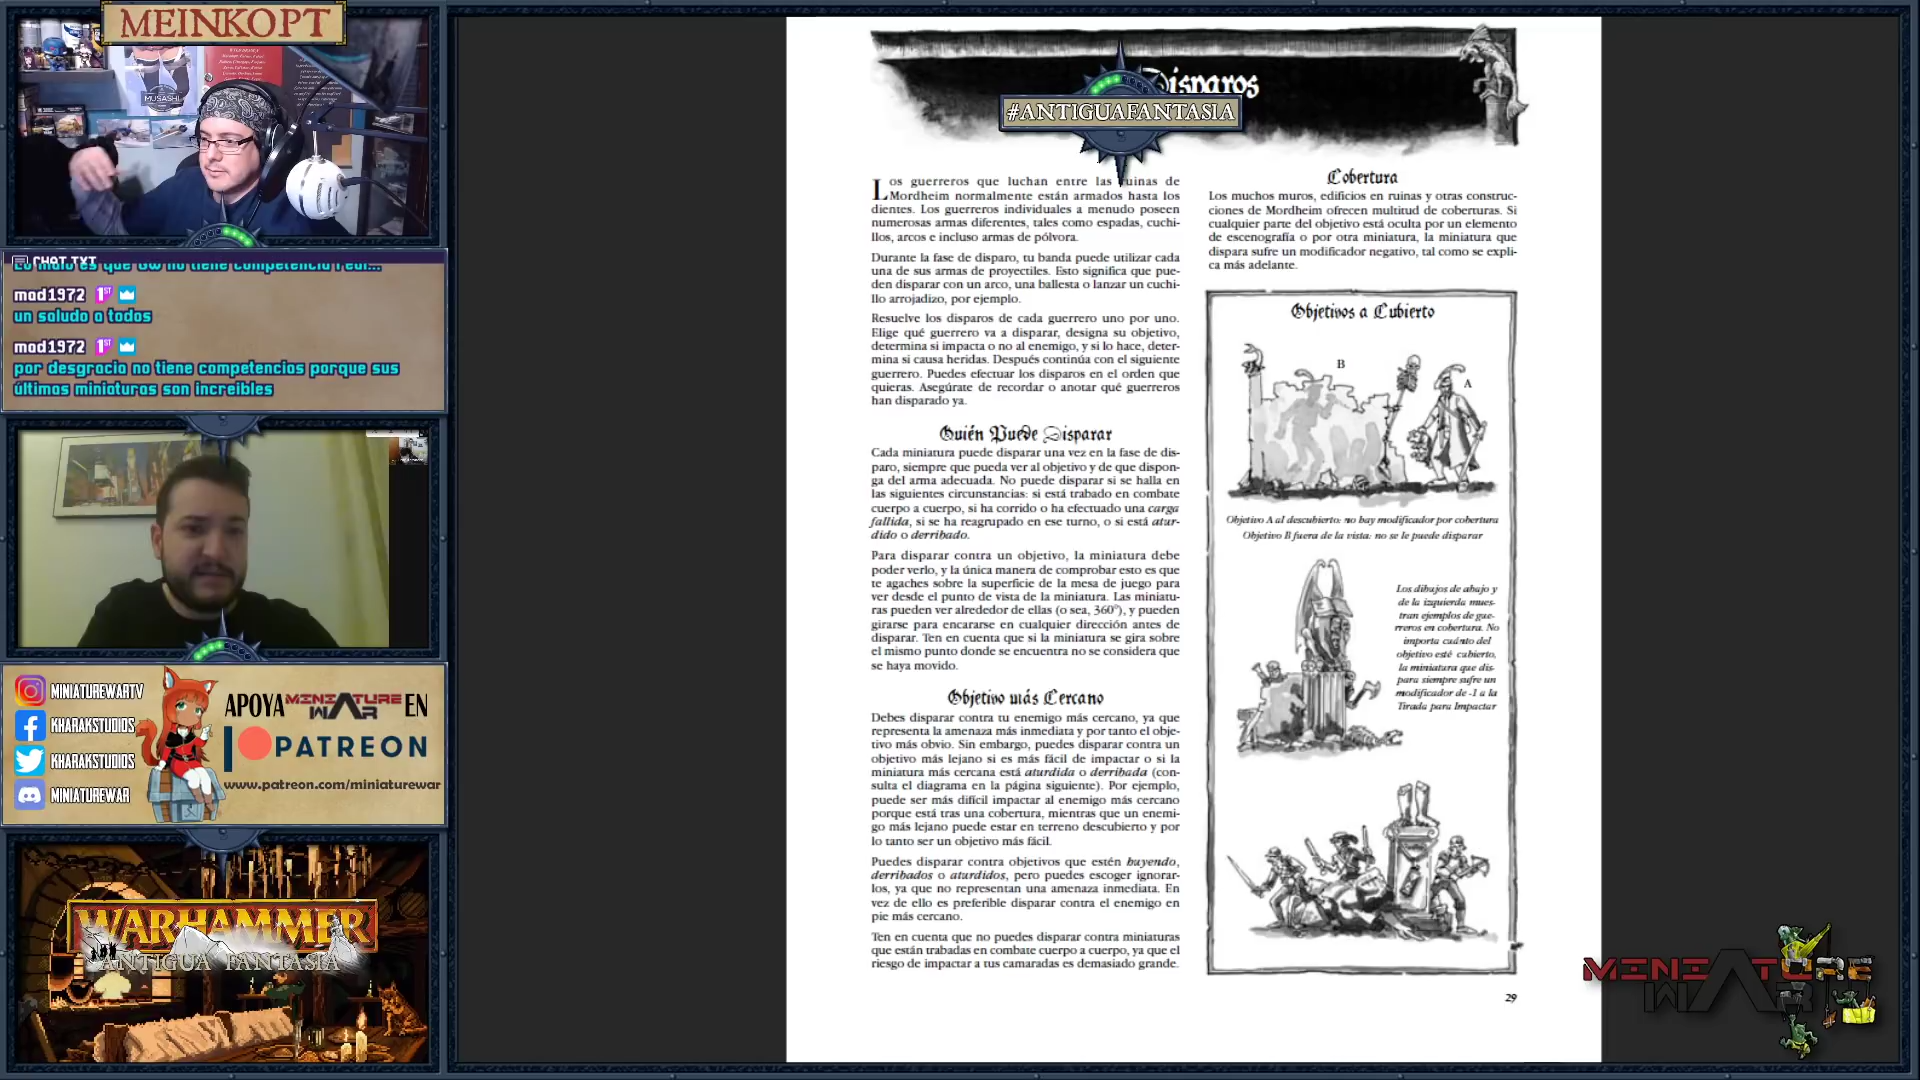 MEINKOPT
MUSASHI
CHAT.TXT
Lo malo es que GW no tiene competencia real...
mad1972 1ST
un saludo a todos
mad1972 1ST
por desgracia no tiene competencias porque sus
últimas miniaturas son increibles
MINIATUREWARTV
KHARAKSTUDIOS
KHARAKSTUDIOS
MINIATUREWAR
APOYA MINIATURE WAR EN
PATREON
www.patreon.com/miniaturewar
WARHAMMER
ANTIGUA FANTASIA
Disparos
#ANTIGUAFANTASIA
Los guerreros que luchan entre las ruinas de
Mordheim normalmente están armados hasta los
dientes. Los guerreros individuales a menudo poseen
numerosas armas diferentes, tales como espadas, cuchi-
llos, arcos e incluso armas de pólvora.
Durante la fase de disparo, tu banda puede utilizar cada
una de sus armas de proyectiles. Esto significa que pue-
den disparar con un arco, una ballesta o lanzar un cuchi-
llo arrojadizo, por ejemplo.
Resuelve los disparos de cada guerrero uno por uno.
Elige qué guerrero va a disparar, designa su objetivo,
determina si impacta o no al enemigo, y si lo hace, deter-
mina si causa heridas. Después continúa con el siguiente
guerrero. Puedes efectuar los disparos en el orden que
quieras. Asegúrate de recordar o anotar qué guerreros
han disparado ya.
Quién Puede Disparar
Cada miniatura puede disparar una vez en la fase de dis-
paro, siempre que pueda ver al objetivo y de que dispon-
ga del arma adecuada. No puede disparar si se halla en
las siguientes circunstancias: si está trabado en combate
cuerpo a cuerpo, si ha corrido o ha efectuado una carga
fallida, si se ha reagrupado en ese turno, o si está atur-
dido o derribado.
Para disparar contra un objetivo, la miniatura debe
poder verlo, y la única manera de comprobar esto es que
te agaches sobre la superficie de la mesa de juego para
ver desde el punto de vista de la miniatura. Las miniatu-
ras pueden ver alrededor de ellas (o sea, 360°), y pueden
girarse para encararse en cualquier dirección antes de
disparar. Ten en cuenta que si la miniatura se gira sobre
el mismo punto donde se encuentra no se considera que
se haya movido.
Objetivo más Cercano
Debes disparar contra tu enemigo más cercano, ya que
representa la amenaza más inmediata y por tanto el obje-
tivo más obvio. Sin embargo, puedes disparar contra un
objetivo más lejano si es más fácil de impactar o si la
miniatura más cercana está aturdida o derribada (con-
sulta el diagrama en la página siguiente). Por ejemplo,
puede ser más difícil impactar al enemigo más cercano
porque está tras una cobertura, mientras que un enemi-
go más lejano puede estar en terreno descubierto y por
lo tanto ser un objetivo más fácil.
Puedes disparar contra objetivos que estén huyendo,
derribados o aturdidos, pero puedes escoger ignorar-
los, ya que no representan una amenaza inmediata. En
vez de ello es preferible disparar contra el enemigo en
pie más cercano.
Ten en cuenta que no puedes disparar contra miniaturas
que están trabadas en combate cuerpo a cuerpo, ya que el
riesgo de impactar a tus camaradas es demasiado grande.
Cobertura
Los muchos muros, edificios en ruinas y otras construc-
ciones de Mordheim ofrecen multitud de coberturas. Si
cualquier parte del objetivo está oculta por un elemento
de escenografía o por otra miniatura, la miniatura que
dispara sufre un modificador negativo, tal como se expli-
ca más adelante.
Objetivos a Cubierto
B
A
Objetivo A al descubierto: no hay modificador por cobertura
Objetivo B fuera de la vista: no se le puede disparar
Los dibujos de abajo y
de la izquierda mues-
tran ejemplos de gue-
rreros en cobertura. No
importa cuánto del
objetivo esté cubierto,
la miniatura que dis-
para siempre sufre un
modificador de -1 a la
Tirada para Impactar
29
MINIATURE
WAR